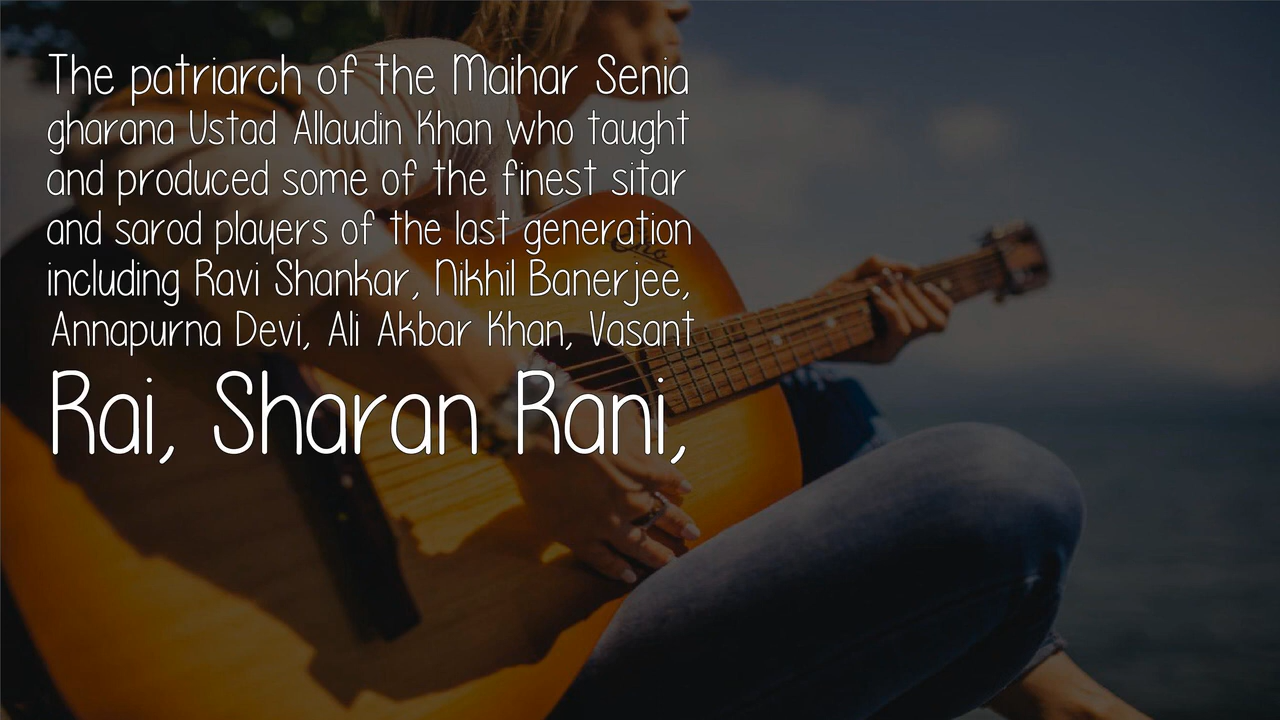 The patriarch of the Maihar Senia
gharana Ustad Allaudin Khan who taught
and produced some of the finest sitar
and sarod players of the last generation
including Ravi Shankar, Nikhil Banerjee,
Annapurna Devi, Ali Akbar Khan, Vasant
Rai, Sharan Rani,